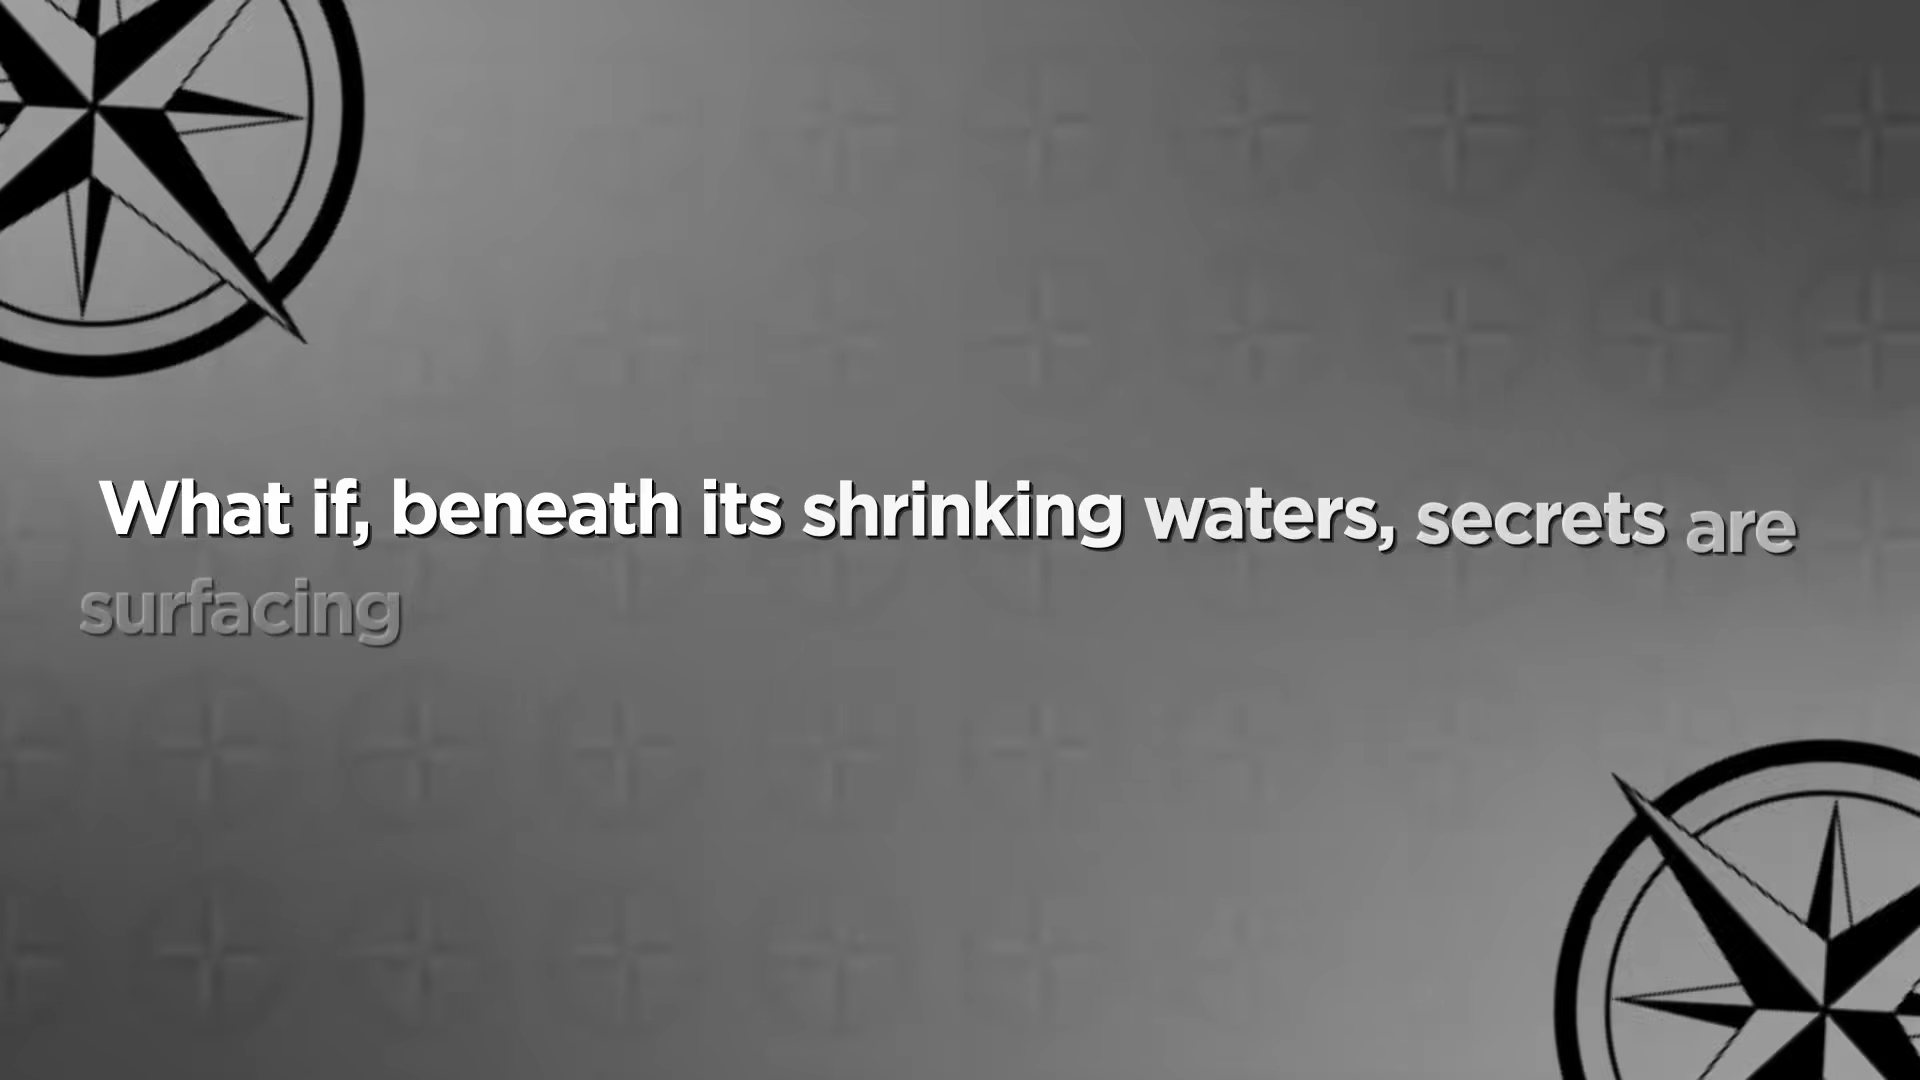 What if, beneath its shrinking waters, secrets are
surfacing